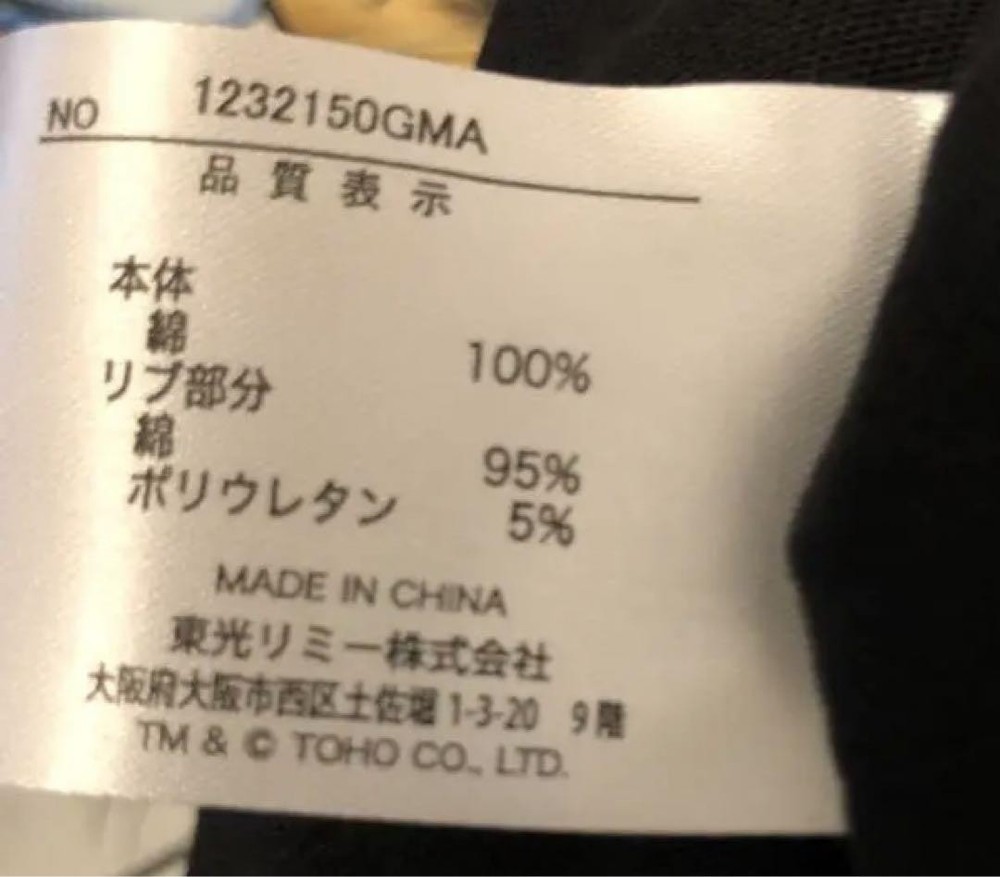 NO 1232150GMA
品質表示
本体
綿 100%
リブ部分
綿 95%
ポリウレタン 5%
MADE IN CHINA
東光リミー株式会社
大阪府大阪市西区土佐堀1-3-20 9階
TM & © TOHO CO., LTD.